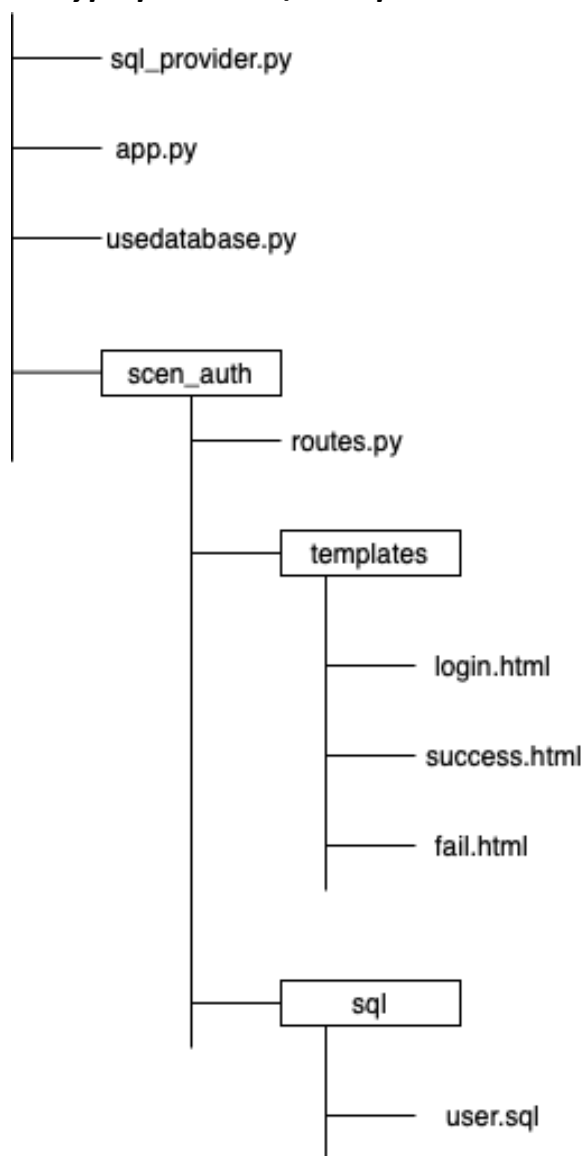 sql_provider.py
app.py
usedatabase.py
scen_auth
routes.py
templates
login.html
success.html
fail.html
sql
user.sql